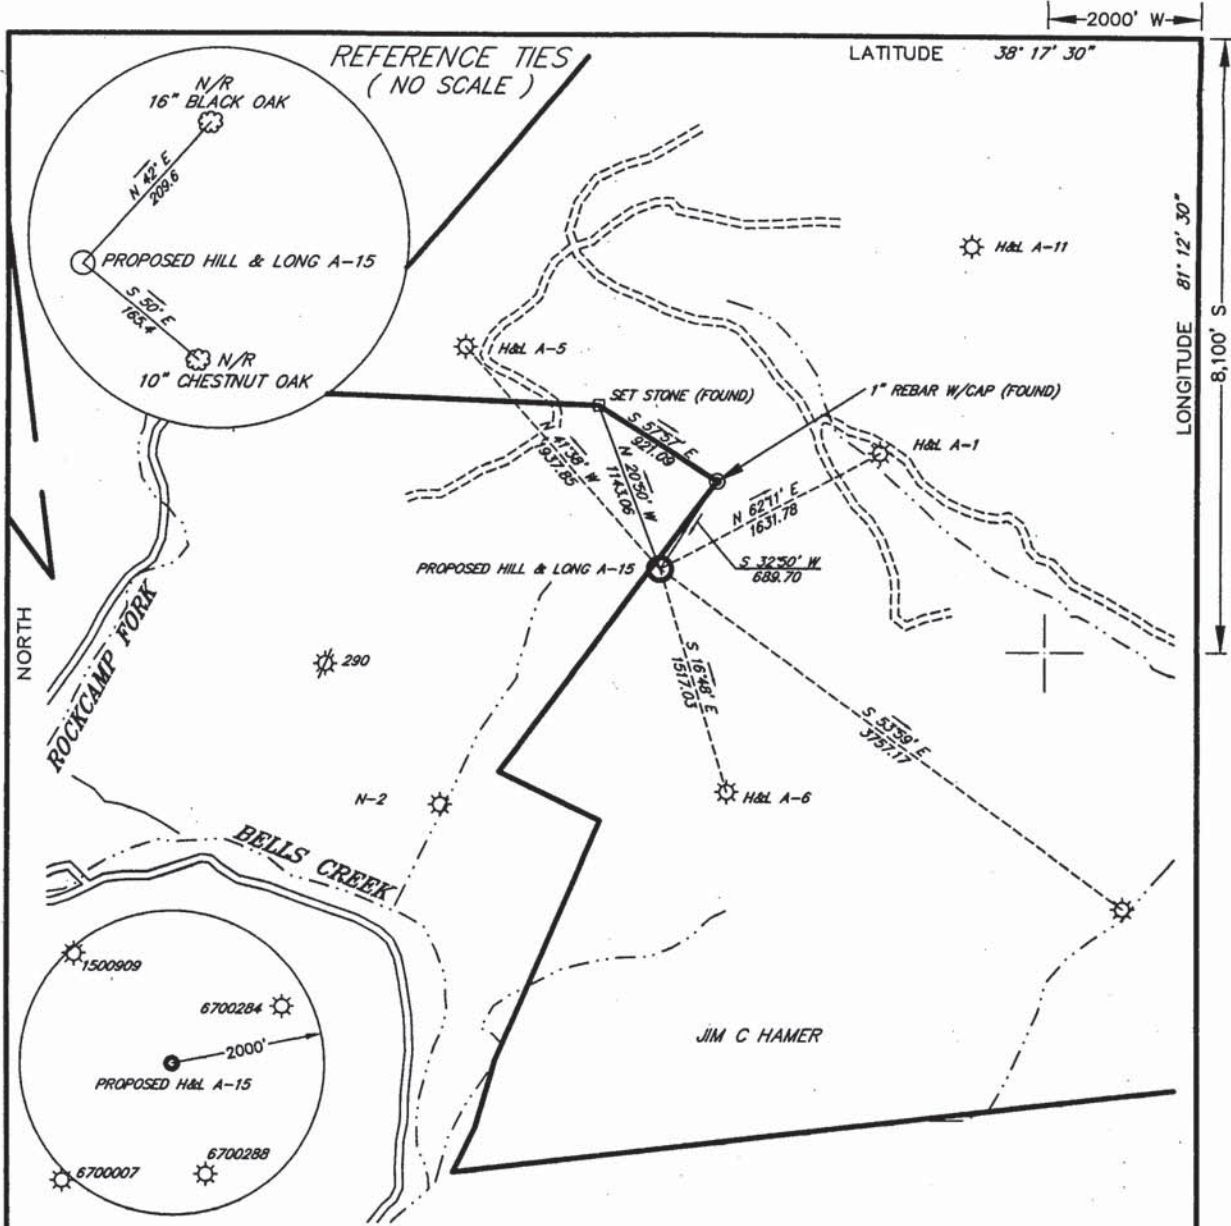 2000' W
REFERENCE TIES
( NO SCALE )
LATITUDE 38° 17' 30"
N/R
16" BLACK OAK
N 42° E
209.6
PROPOSED HILL & LONG A-15
S 50° E
165.4
N/R
10" CHESTNUT OAK
H&L A-11
LONGITUDE 81° 12' 30"
8,100' S
H&L A-5
SET STONE (FOUND)
1" REBAR W/CAP (FOUND)
S 57°57' E
921.09
H&L A-1
N 41°38' W
1937.85
N 20°50' W
1143.06
N 62°11' E
1631.78
PROPOSED HILL & LONG A-15
S 32°50' W
689.70
NORTH
ROCKCAMP FORK
290
S 16°48' E
1517.03
S 53°59' E
3757.17
N-2
H&L A-6
BELLS CREEK
1500909
6700284
2000'
PROPOSED H&L A-15
JIM C HAMER
6700288
6700007